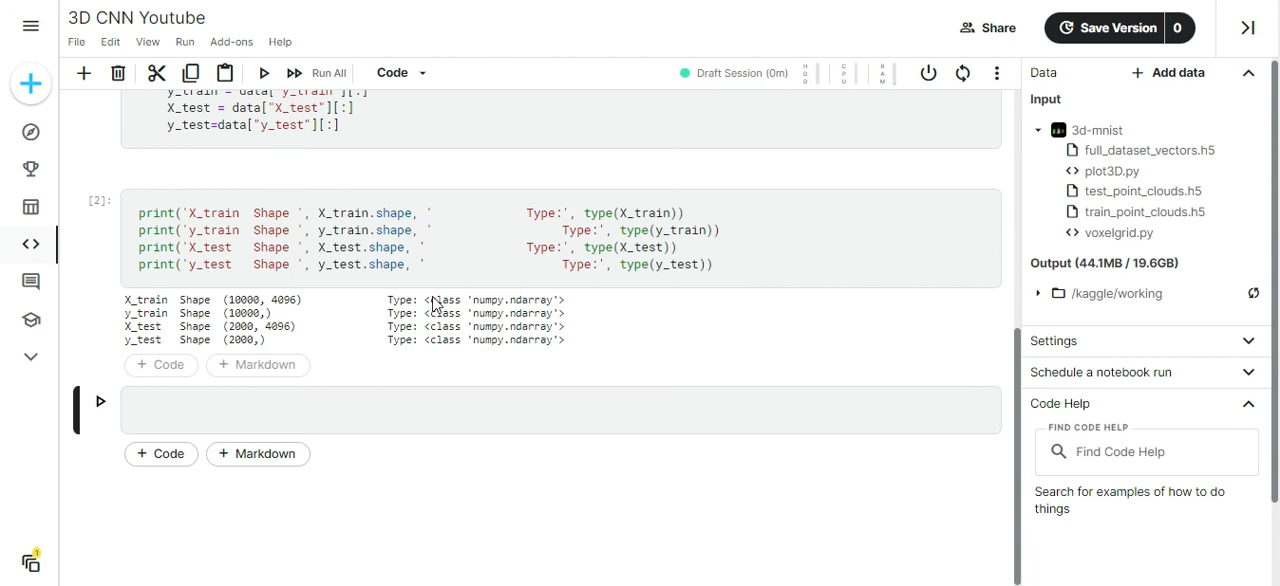 3D CNN Youtube
File Edit View Run Add-ons Help
Share
Save Version 0
Run All Code
Draft Session (0m) HDD CPU RAM
y_train = data["y_train"][:]
X_test = data["X_test"][:]
y_test=data["y_test"][:]
[2]:
print('X_train Shape ', X_train.shape, ' Type:', type(X_train))
print('y_train Shape ', y_train.shape, ' Type:', type(y_train))
print('X_test Shape ', X_test.shape, ' Type:', type(X_test))
print('y_test Shape ', y_test.shape, ' Type:', type(y_test))
X_train Shape (10000, 4096) Type: <class 'numpy.ndarray'>
y_train Shape (10000,) Type: <class 'numpy.ndarray'>
X_test Shape (2000, 4096) Type: <class 'numpy.ndarray'>
y_test Shape (2000,) Type: <class 'numpy.ndarray'>
+ Code + Markdown
+ Code + Markdown
1
Data + Add data
Input
3d-mnist
full_dataset_vectors.h5
<> plot3D.py
test_point_clouds.h5
train_point_clouds.h5
<> voxelgrid.py
Output (44.1MB / 19.6GB)
/kaggle/working
Settings
Schedule a notebook run
Code Help
FIND CODE HELP
Find Code Help
Search for examples of how to do
things